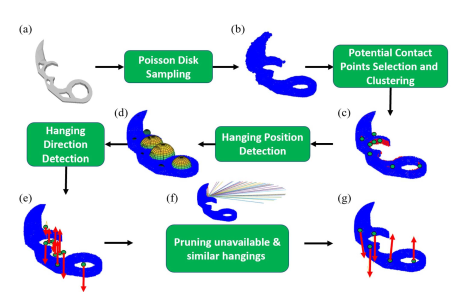 (a)
Poisson Disk
Sampling
(b)
Potential Contact
Points Selection and
Clustering
(c)
Hanging Position
Detection
(d)
Hanging
Direction
Detection
(e)
(f)
Pruning unavailable &
similar hangings
(g)